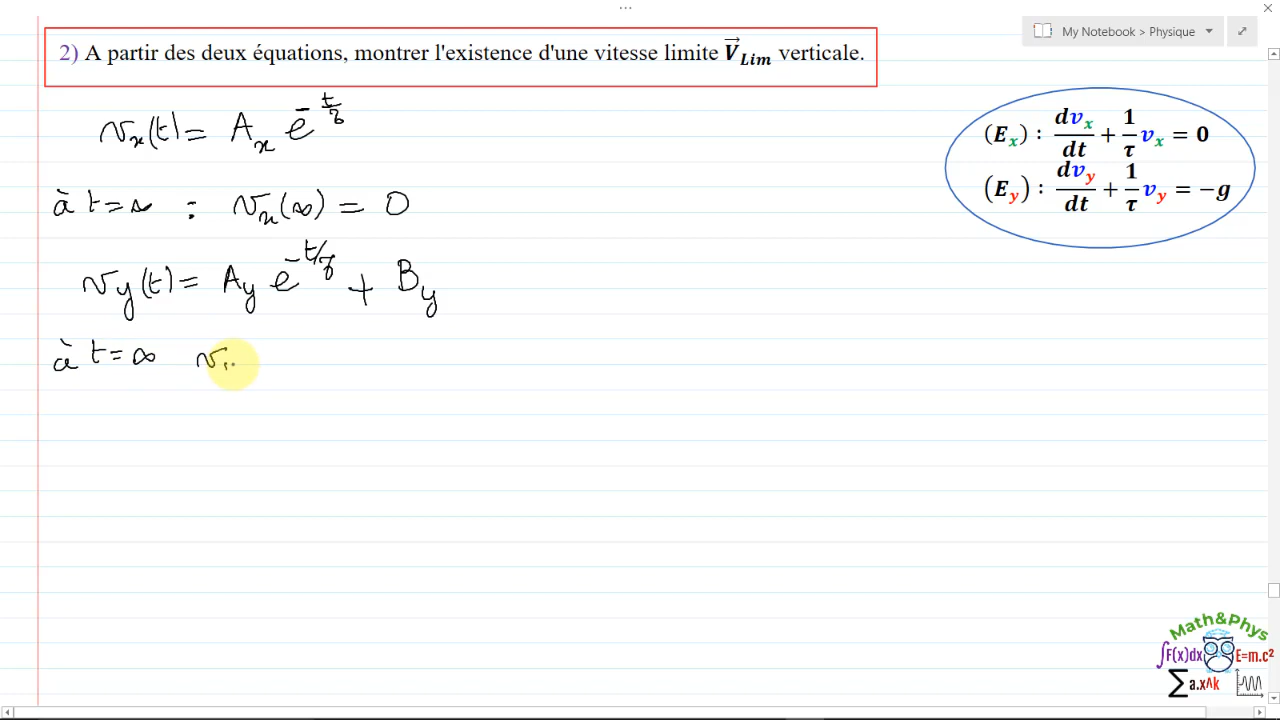 My Notebook > Physique
2) A partir des deux équations, montrer l'existence d'une vitesse limite V⃗_Lim verticale.
v_x(t) = A_x e^{-t/τ}
à t = ∞ : v_x(∞) = 0
v_y(t) = A_y e^{-t/τ} + B_y
à t = ∞ v
(E_x) : dv_x/dt + 1/τ v_x = 0
(E_y) : dv_y/dt + 1/τ v_y = −g
Math&Phys
∫F(x)dx E=m.c²
∑ a.x^k